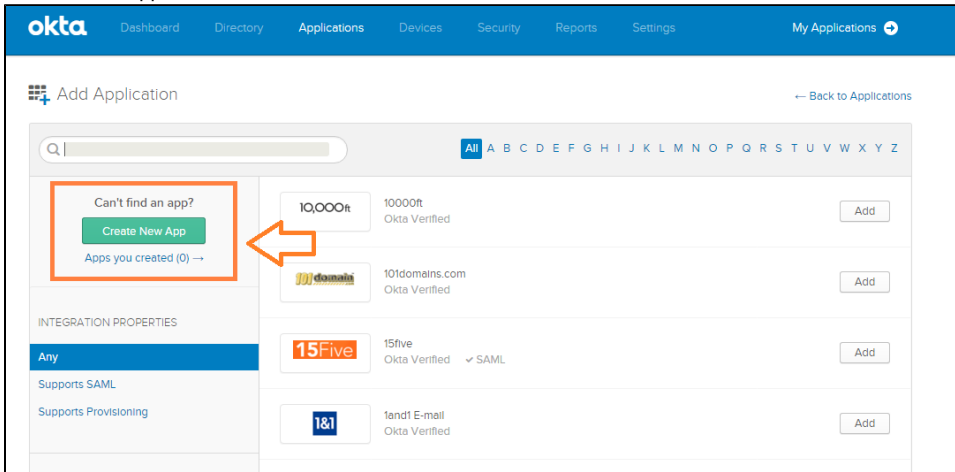 okta Dashboard Directory Applications Devices Security Reports Settings My Applications
Add Application
← Back to Applications
All A B C D E F G H I J K L M N O P Q R S T U V W X Y Z
Can't find an app?
Create New App
Apps you created (0) →
INTEGRATION PROPERTIES
Any
Supports SAML
Supports Provisioning
10,000ft
10000ft
Okta Verified
Add
101domain
101domains.com
Okta Verified
Add
15Five
15five
Okta Verified ✓ SAML
Add
1&1
1and1 E-mail
Okta Verified
Add